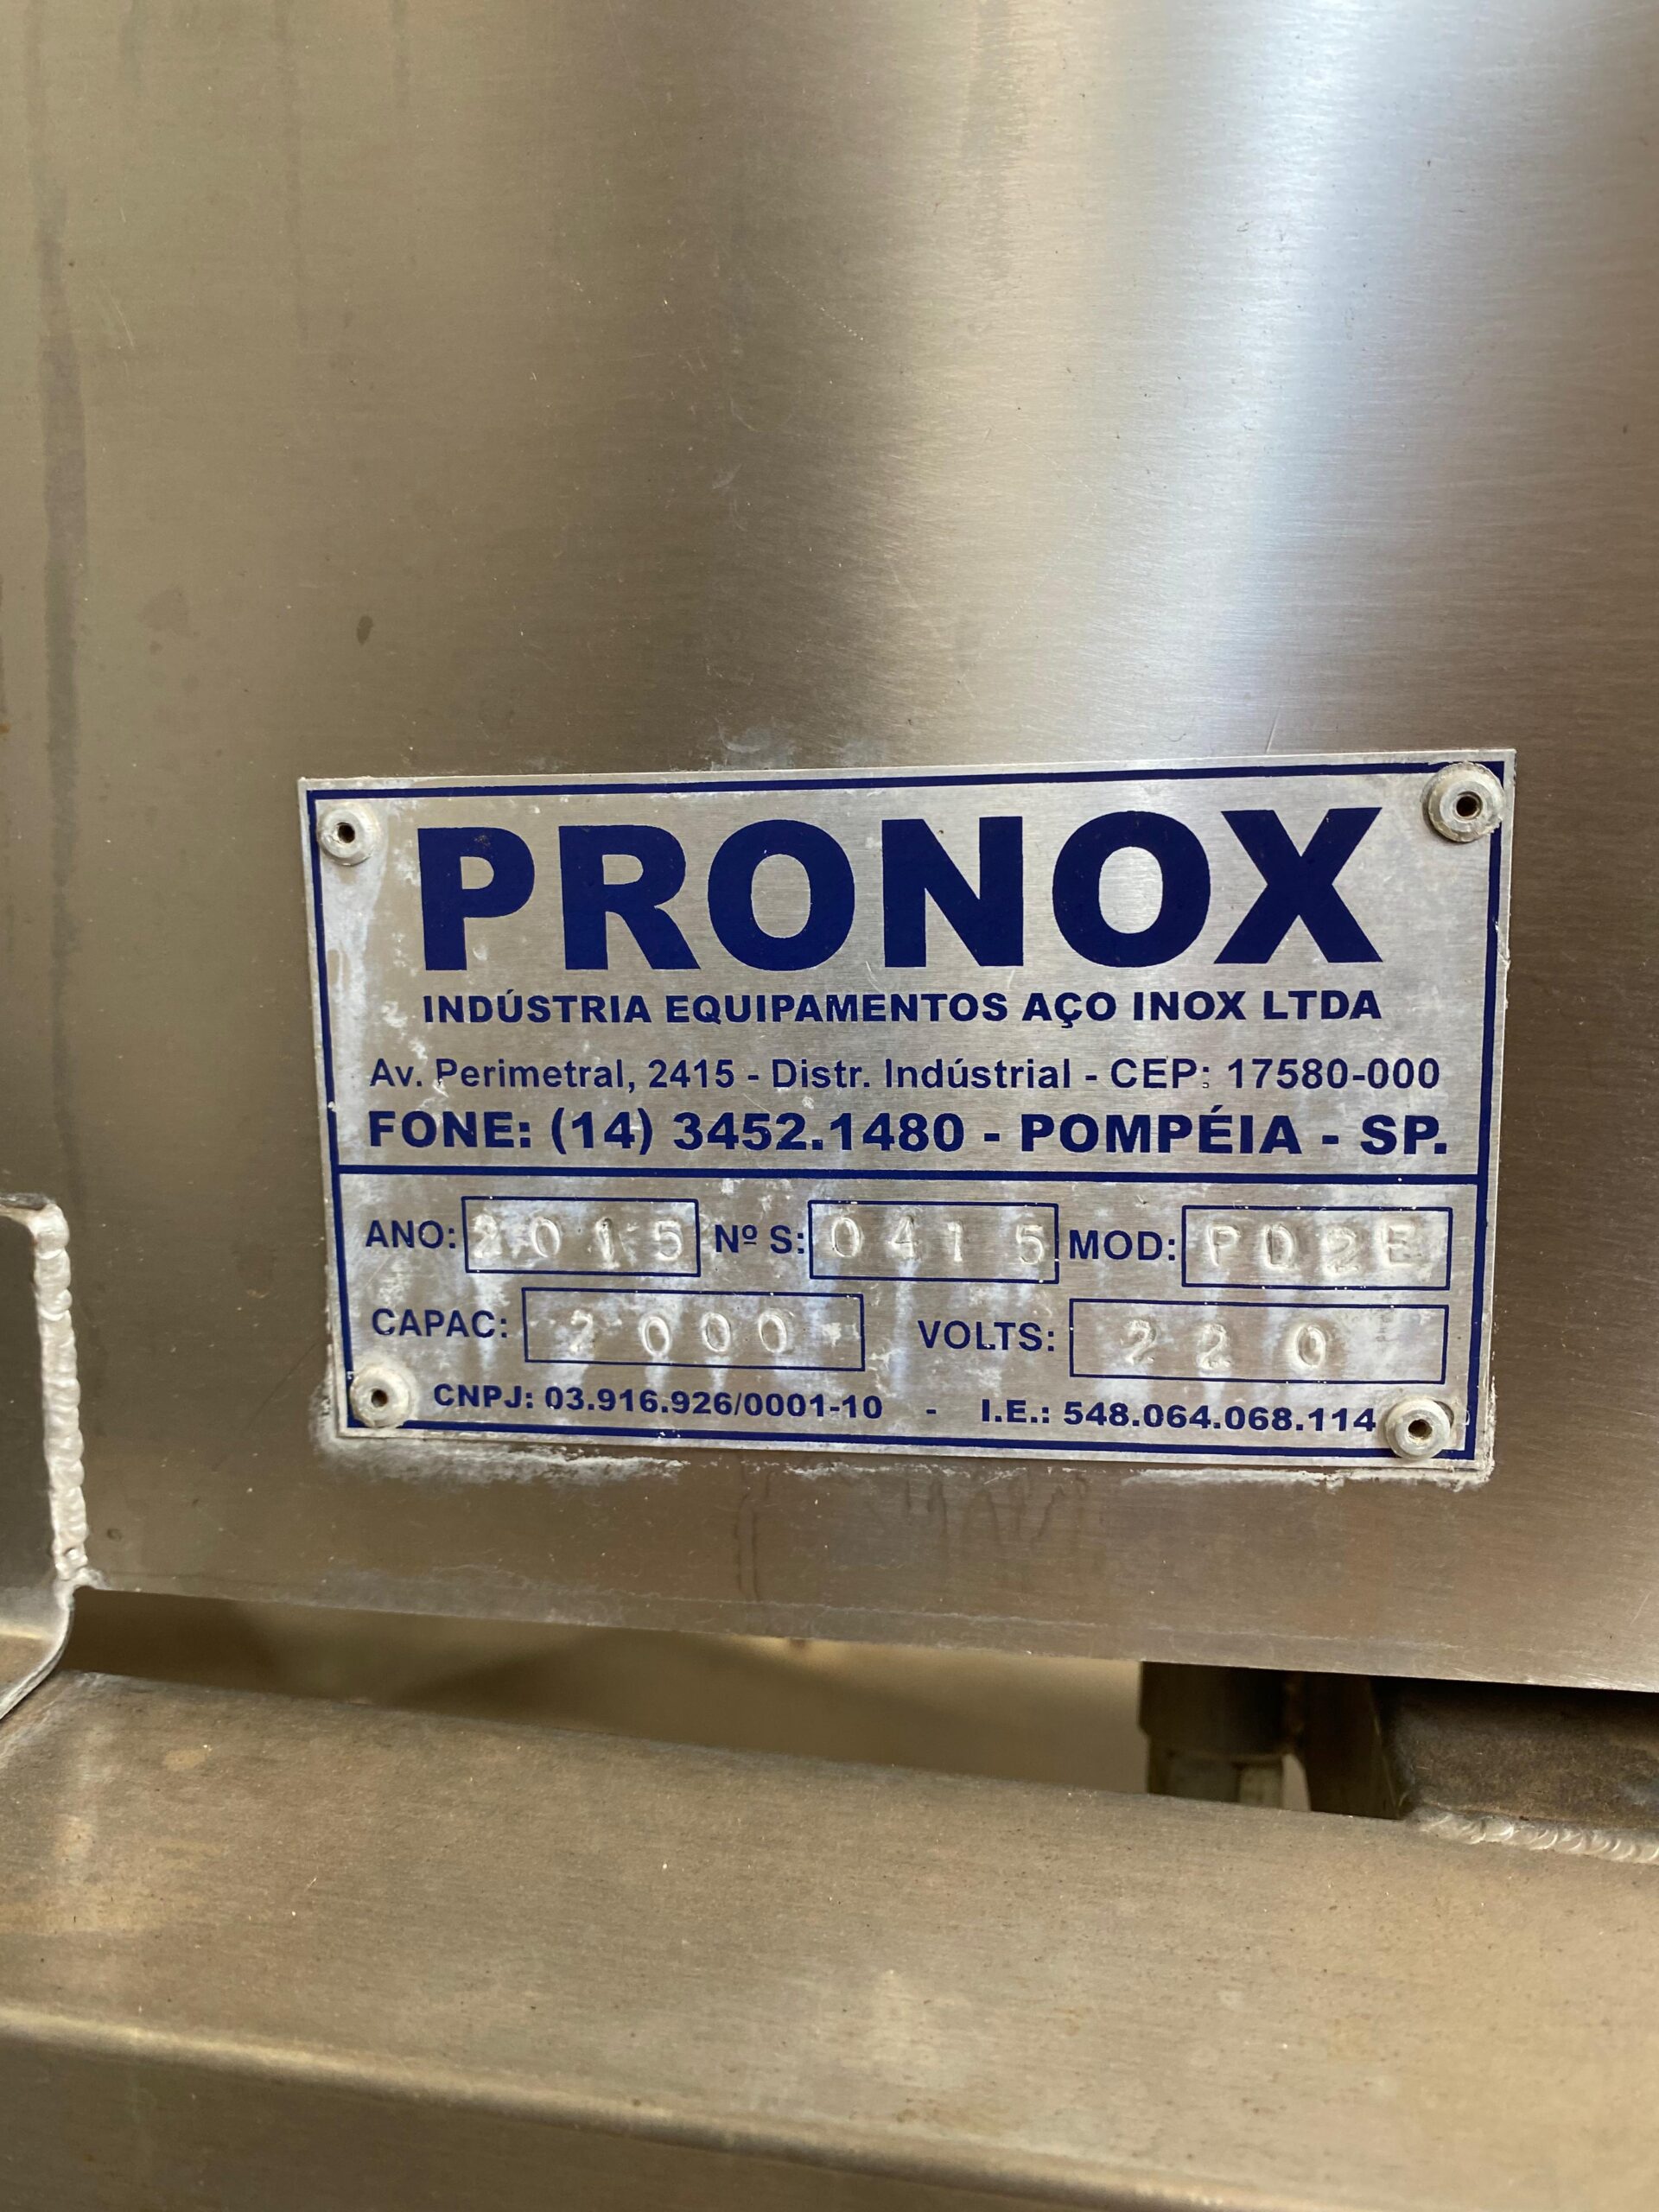 PRONOX
INDÚSTRIA EQUIPAMENTOS AÇO INOX LTDA
Av. Perimetral, 2415 - Distr. Indústrial - CEP: 17580-000
FONE: (14) 3452.1480 - POMPÉIA - SP.
ANO: 2015 Nº S: 0415 MOD: PD2E
CAPAC: 2000 VOLTS: 220
CNPJ: 03.916.926/0001-10 - I.E.: 548.064.068.114